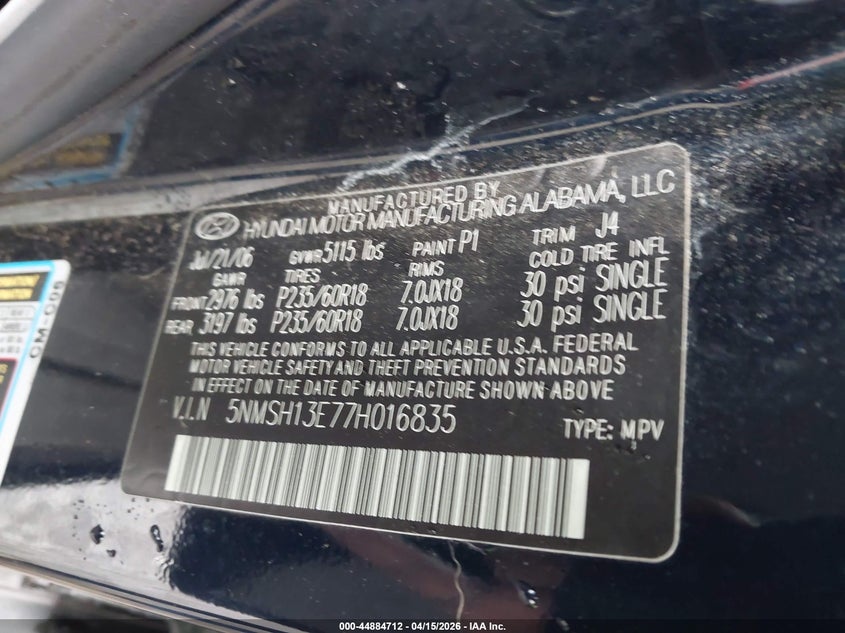 MANUFACTURED BY
HYUNDAI MOTOR MANUFACTURING ALABAMA, LLC
Jul/21/06 GVWR 5115 lbs PAINT P1 TRIM J4
GAWR TIRES RIMS COLD TIRE INFL
FRONT 2976 lbs P235/60R18 7.0JX18 30 psi SINGLE
REAR 3197 lbs P235/60R18 7.0JX18 30 psi SINGLE
THIS VEHICLE CONFORMS TO ALL APPLICABLE U.S.A. FEDERAL
MOTOR VEHICLE SAFETY AND THEFT PREVENTION STANDARDS
IN EFFECT ON THE DATE OF MANUFACTURE SHOWN ABOVE
V.I.N 5NMSH13E77H016835 TYPE: MPV
CM-C05
000-44884712 - 04/15/2026 - IAA Inc.